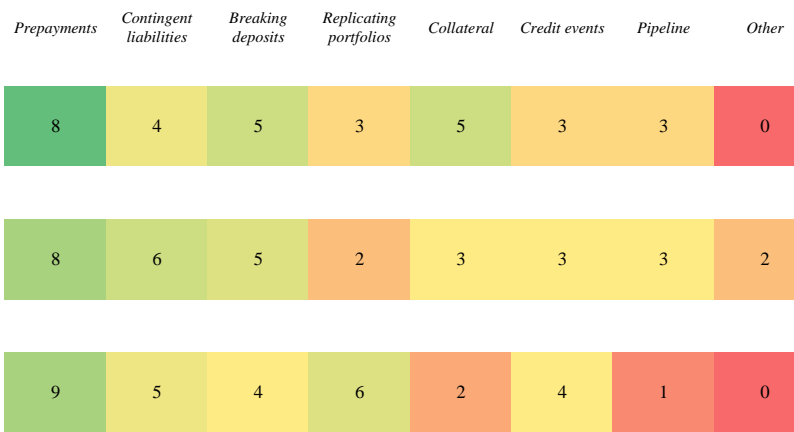 Prepayments Contingent liabilities Breaking deposits Replicating portfolios Collateral Credit events Pipeline Other
8 4 5 3 5 3 3 0
8 6 5 2 3 3 3 2
9 5 4 6 2 4 1 0